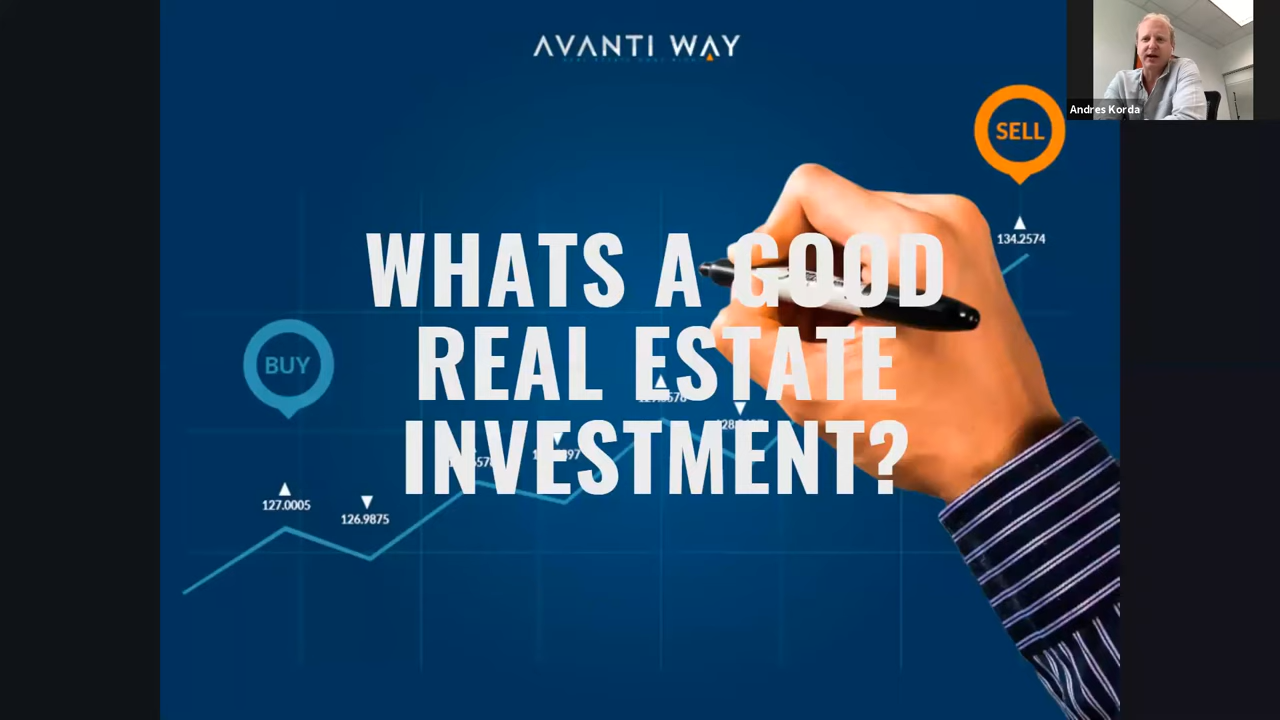 AVANTI WAY
Andres Korda
SELL
134.2574
WHATS A GOOD
REAL ESTATE
INVESTMENT?
BUY
127.0005
126.9875